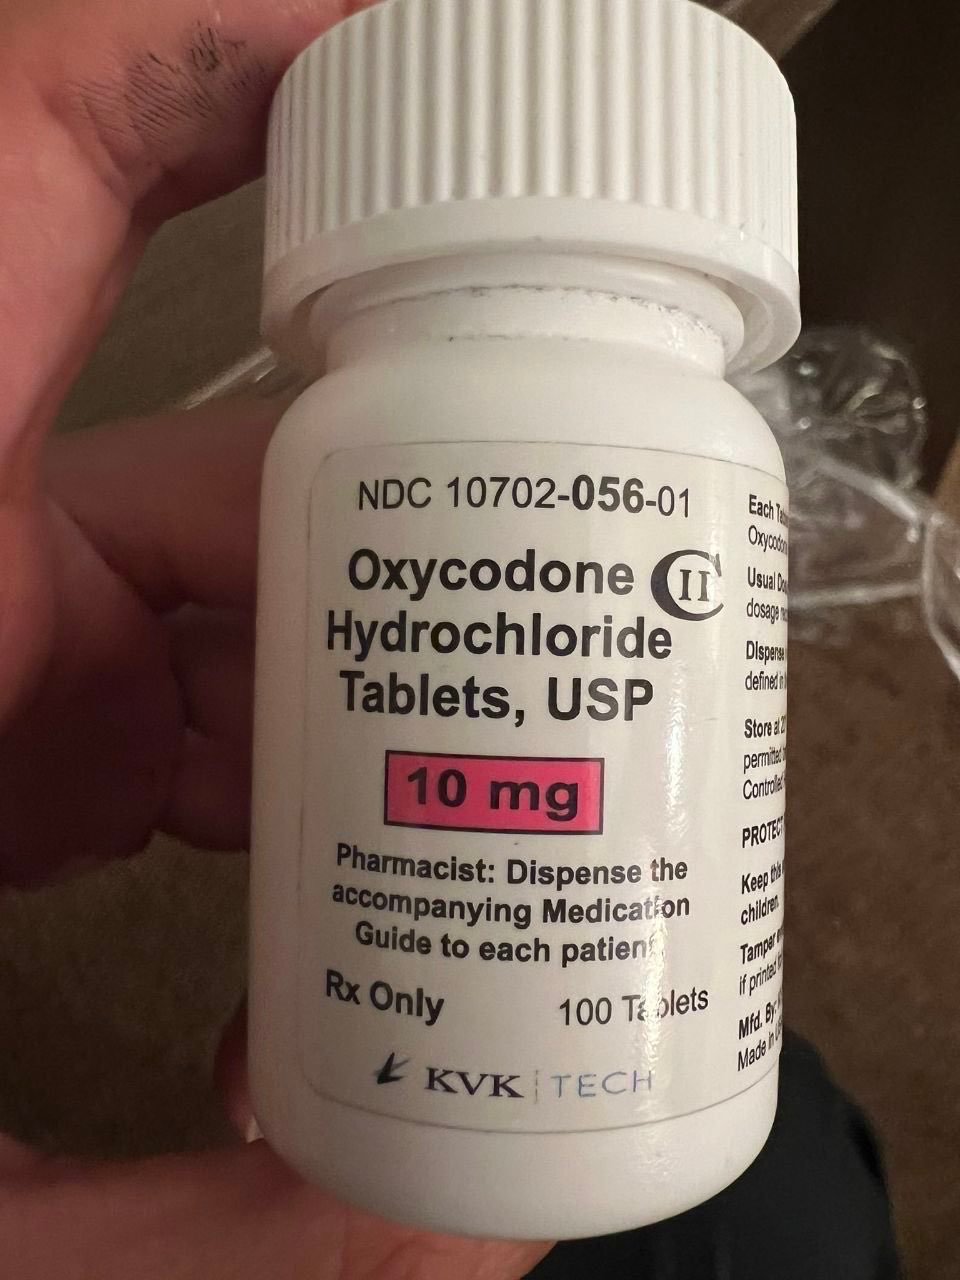 NDC 10702-056-01
Oxycodone CII
Hydrochloride
Tablets, USP
10 mg
Pharmacist: Dispense the
accompanying Medication
Guide to each patient
Rx Only
100 Tablets
KVK TECH
Each
Usual
dosage
Dispense
defined
Store at
permitted
Controlled
PROTECT
Keep this
children.
Tamper
if printed
Mfd. By:
Made in